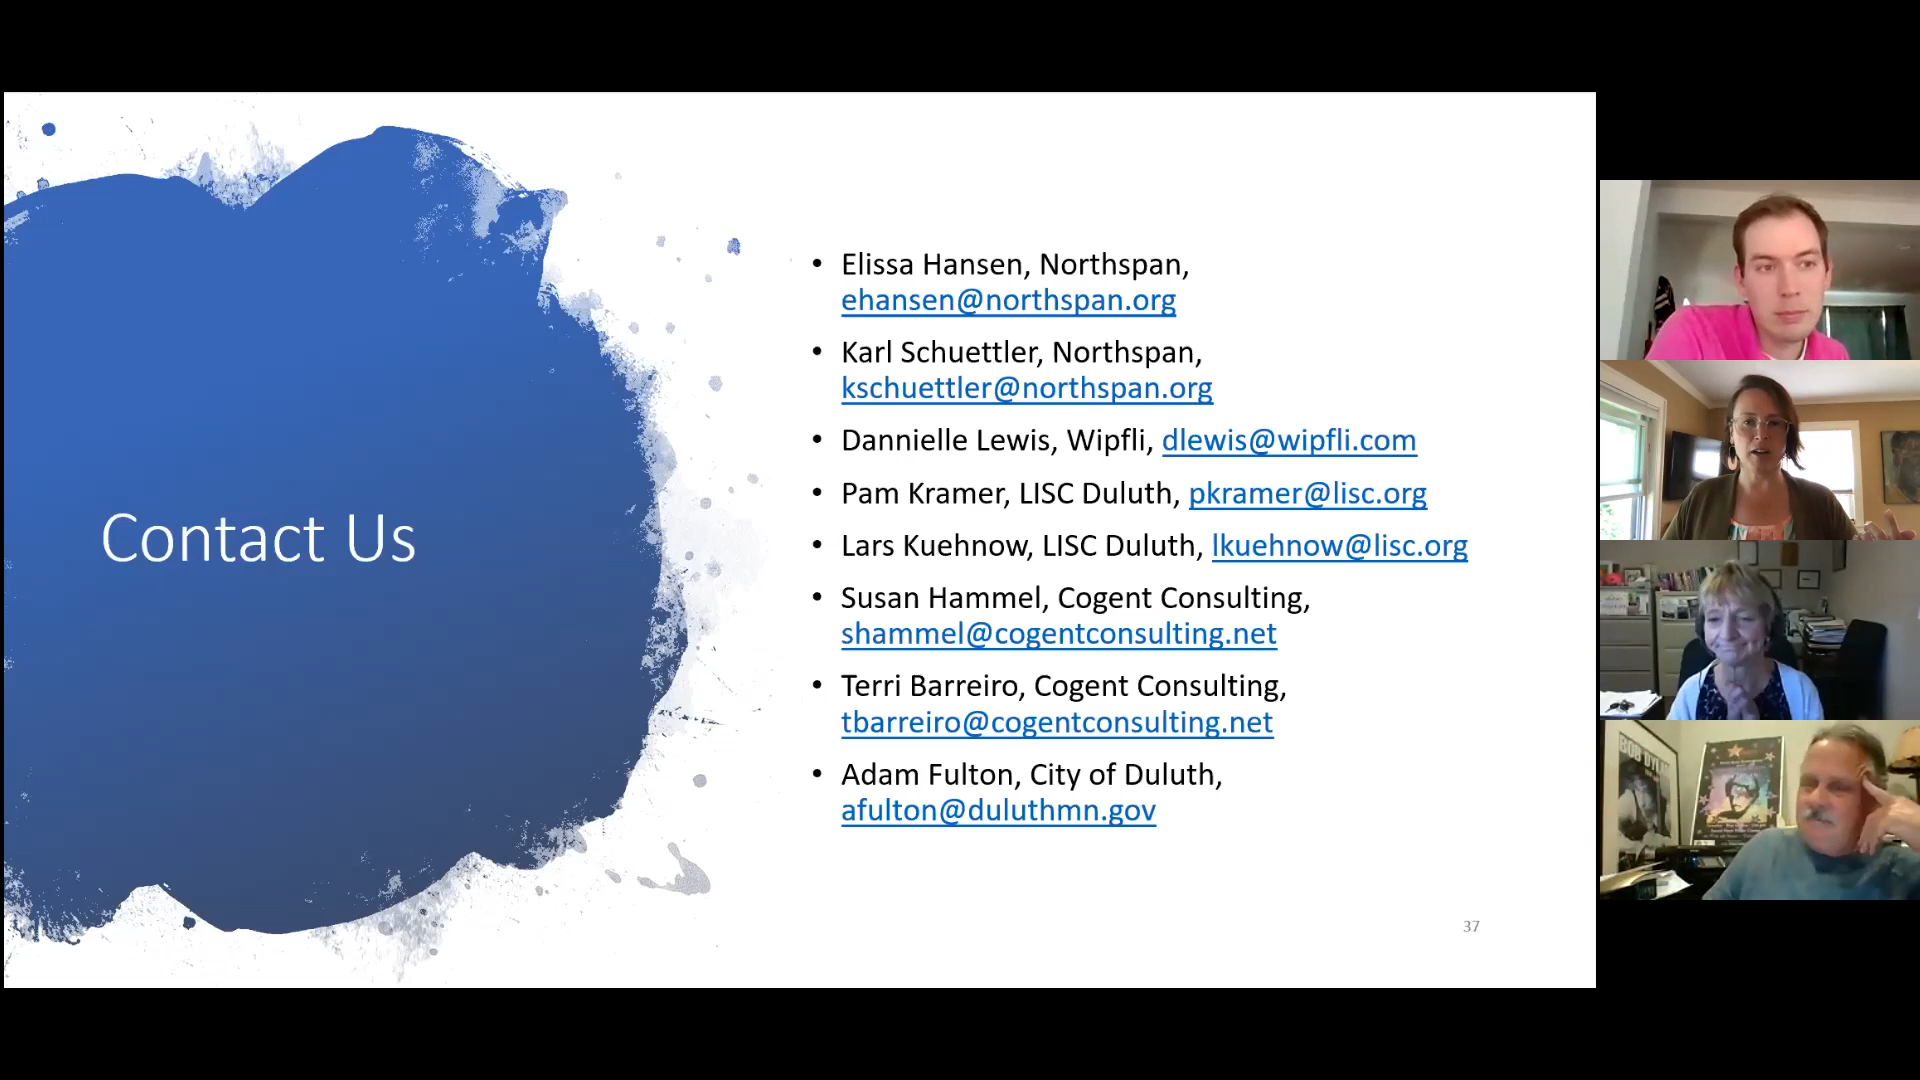 Contact Us
• Elissa Hansen, Northspan,
ehansen@northspan.org
• Karl Schuettler, Northspan,
kschuettler@northspan.org
• Dannielle Lewis, Wipfli, dlewis@wipfli.com
• Pam Kramer, LISC Duluth, pkramer@lisc.org
• Lars Kuehnow, LISC Duluth, lkuehnow@lisc.org
• Susan Hammel, Cogent Consulting,
shammel@cogentconsulting.net
• Terri Barreiro, Cogent Consulting,
tbarreiro@cogentconsulting.net
• Adam Fulton, City of Duluth,
afulton@duluthmn.gov
37
BOB DYLAN